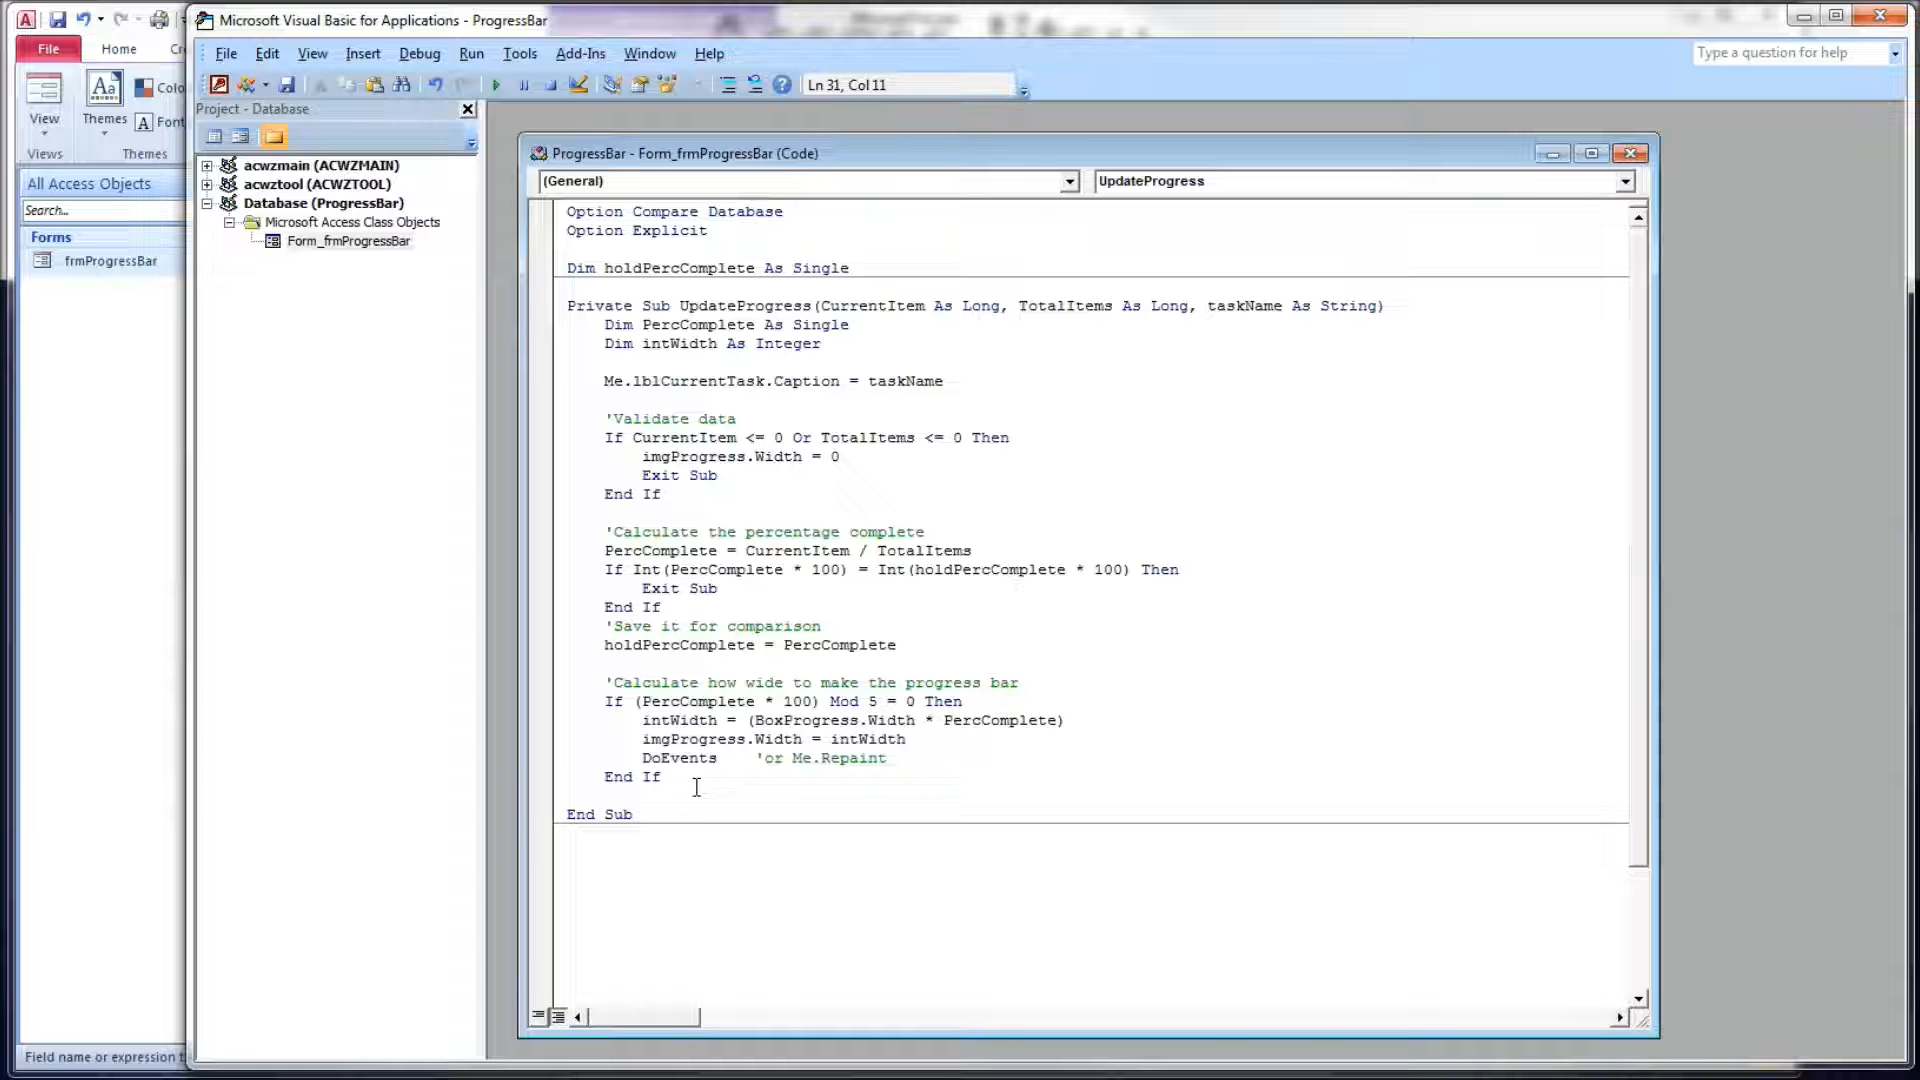 Microsoft Visual Basic for Applications - ProgressBar
File
Home
File Edit View Insert Debug Run Tools Add-Ins Window Help
Type a question for help
Ln 31, Col 11
View
Themes
Aa
A
Views
Themes
Project - Database
acwzmain (ACWZMAIN)
acwztool (ACWZTOOL)
Database (ProgressBar)
Microsoft Access Class Objects
Form_frmProgressBar
All Access Objects
Search...
Forms
frmProgressBar
ProgressBar - Form_frmProgressBar (Code)
(General)
UpdateProgress
Option Compare Database
Option Explicit
Dim holdPercComplete As Single
Private Sub UpdateProgress(CurrentItem As Long, TotalItems As Long, taskName As String)
Dim PercComplete As Single
Dim intWidth As Integer
Me.lblCurrentTask.Caption = taskName
'Validate data
If CurrentItem <= 0 Or TotalItems <= 0 Then
imgProgress.Width = 0
Exit Sub
End If
'Calculate the percentage complete
PercComplete = CurrentItem / TotalItems
If Int(PercComplete * 100) = Int(holdPercComplete * 100) Then
Exit Sub
End If
'Save it for comparison
holdPercComplete = PercComplete
'Calculate how wide to make the progress bar
If (PercComplete * 100) Mod 5 = 0 Then
intWidth = (BoxProgress.Width * PercComplete)
imgProgress.Width = intWidth
DoEvents 'or Me.Repaint
End If
End Sub
Field name or expression